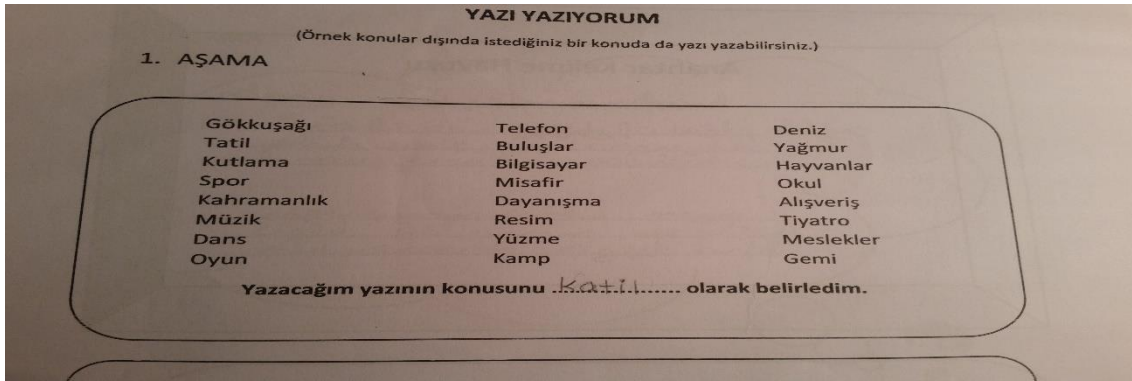 YAZI YAZIYORUM
(Örnek konular dışında istediğiniz bir konuda da yazı yazabilirsiniz.)
1. AŞAMA
Gökkuşağı Telefon Deniz
Tatil Buluşlar Yağmur
Kutlama Bilgisayar Hayvanlar
Spor Misafir Okul
Kahramanlık Dayanışma Alışveriş
Müzik Resim Tiyatro
Dans Yüzme Meslekler
Oyun Kamp Gemi
Yazacağım yazının konusunu ..Katil...... olarak belirledim.